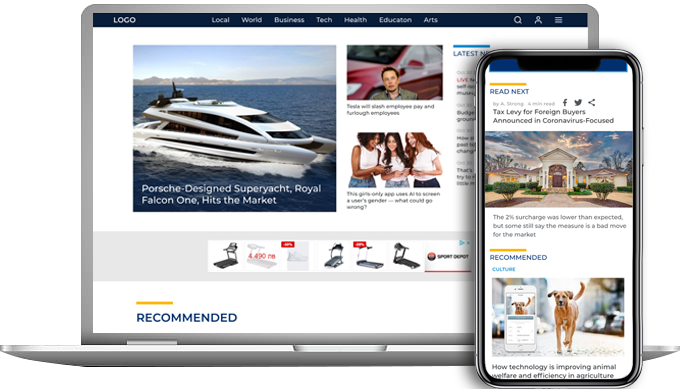 LOGO
Local World Business Tech Health Educaton Arts
Porsche-Designed Superyacht, Royal
Falcon One, Hits the Market
Tesla will slash employee pay and
furlough employees
This girls-only app uses AI to screen
a user's gender — what could go
wrong?
LATEST
LIVE
-40%
4.490 лв
SPORT DEPOT
RECOMMENDED
READ NEXT
by A. Strong 4 min read
Tax Levy for Foreign Buyers
Announced in Coronavirus-Focused
The 2% surcharge was lower than expected,
but some still say the measure is a bad move
for the market
RECOMMENDED
CULTURE
How technology is improving animal
welfare and efficiency in agriculture